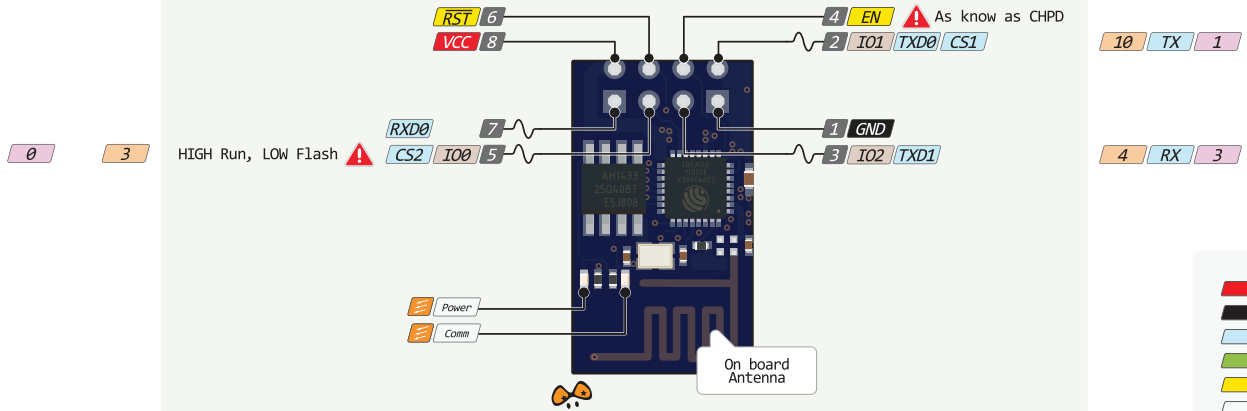 RST 6
4 EN As know as CHPD
VCC 8
2 IO1 TXD0 CS1
10 TX 1
RXD0 7
1 GND
0 3 HIGH Run, LOW Flash CS2 IO0 5
3 IO2 TXD1
4 RX 3
AH1433
25Q40BT
E5J808
Power
Comm
On board
Antenna